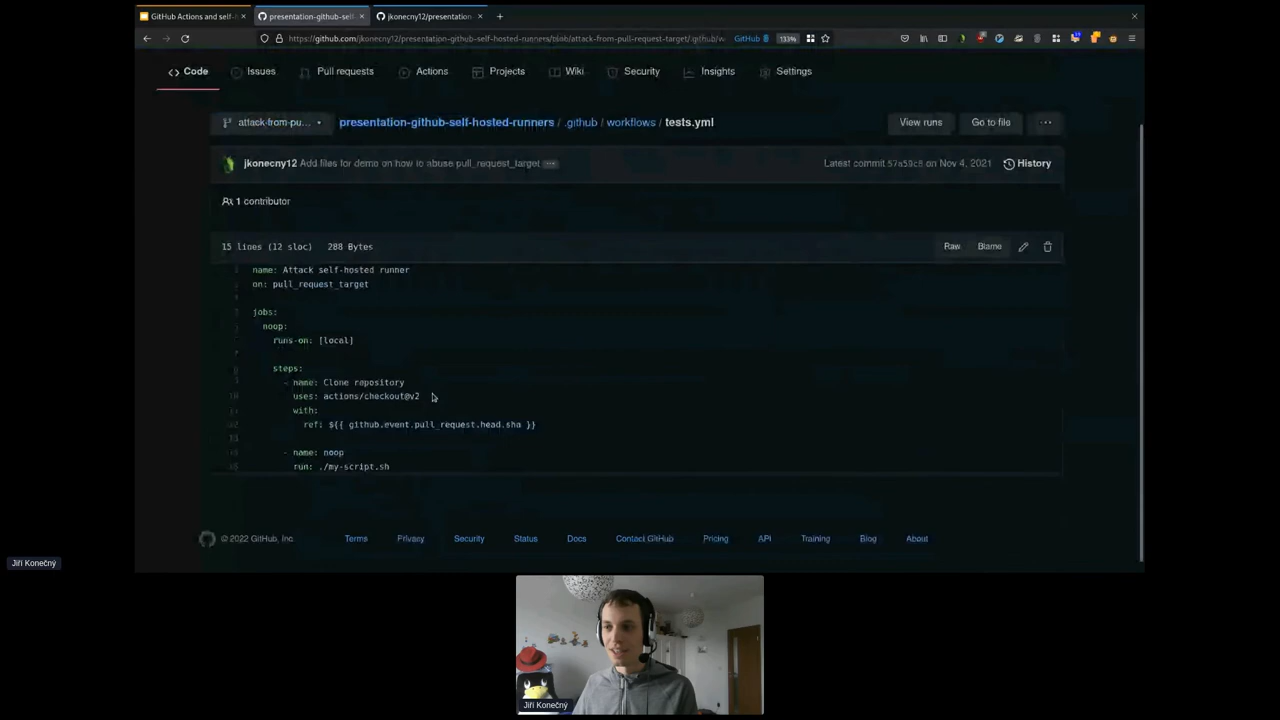 GitHub Actions and self-
presentation-github-self
jkonecny12/presentation
https://github.com/jkonecny12/presentation-github-self-hosted-runners/blob/attack-from-pull-request-target/.github/w
GitHub
133%
Code
Issues
Pull requests
Actions
Projects
Wiki
Security
Insights
Settings
attack-from-pu...
presentation-github-self-hosted-runners / .github / workflows / tests.yml
View runs
Go to file
jkonecny12 Add files for demo on how to abuse pull_request_target
Latest commit 57a59c8 on Nov 4, 2021
History
1 contributor
15 lines (12 sloc) 288 Bytes
Raw
Blame
name: Attack self-hosted runner
on: pull_request_target
jobs:
noop:
runs-on: [local]
steps:
- name: Clone repository
uses: actions/checkout@v2
with:
ref: ${{ github.event.pull_request.head.sha }}
- name: noop
run: ./my-script.sh
© 2022 GitHub, Inc.
Terms
Privacy
Security
Status
Docs
Contact GitHub
Pricing
API
Training
Blog
About
Jiří Konečný
Jiří Konečný